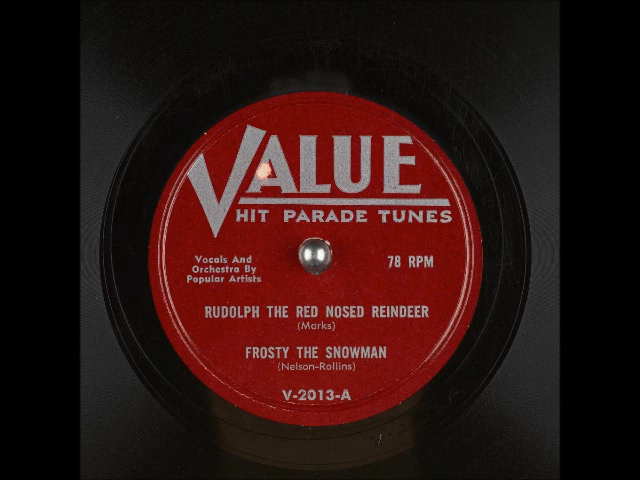 VALUE
HIT PARADE TUNES
Vocals And
Orchestra By
Popular Artists
78 RPM
RUDOLPH THE RED NOSED REINDEER
(Marks)
FROSTY THE SNOWMAN
(Nelson-Rollins)
V-2013-A